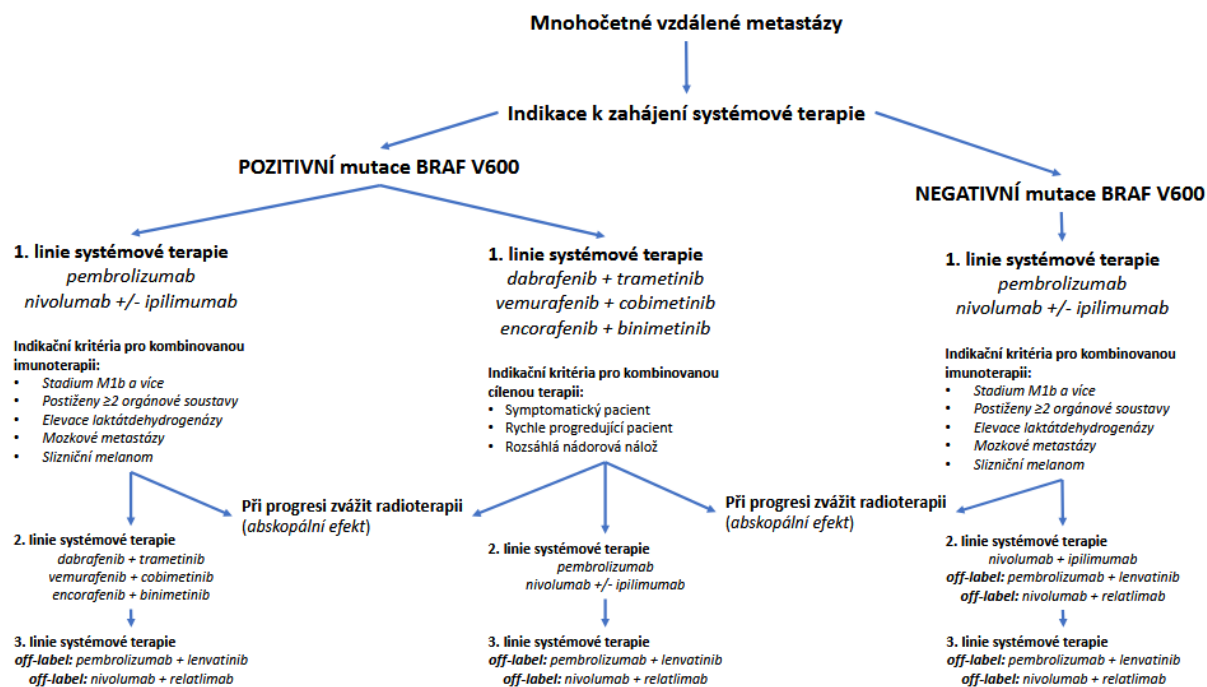 Mnohočetné vzdálené metastázy
Indikace k zahájení systémové terapie
POZITIVNÍ mutace BRAF V600
NEGATIVNÍ mutace BRAF V600
1. linie systémové terapie
pembrolizumab
nivolumab +/- ipilimumab
Indikační kritéria pro kombinovanou
imunoterapii:
• Stadium M1b a více
• Postiženy ≥2 orgánové soustavy
• Elevace laktátdehydrogenázy
• Mozkové metastázy
• Slizniční melanom
1. linie systémové terapie
dabrafenib + trametinib
vemurafenib + cobimetinib
encorafenib + binimetinib
Indikační kritéria pro kombinovanou
cílenou terapii:
• Symptomatický pacient
• Rychle progredující pacient
• Rozsáhlá nádorová nálož
1. linie systémové terapie
pembrolizumab
nivolumab +/- ipilimumab
Indikační kritéria pro kombinovanou
imunoterapii:
• Stadium M1b a více
• Postiženy ≥2 orgánové soustavy
• Elevace laktátdehydrogenázy
• Mozkové metastázy
• Slizniční melanom
Při progresi zvážit radioterapii
(abskopální efekt)
Při progresi zvážit radioterapii
(abskopální efekt)
2. linie systémové terapie
dabrafenib + trametinib
vemurafenib + cobimetinib
encorafenib + binimetinib
2. linie systémové terapie
pembrolizumab
nivolumab +/- ipilimumab
2. linie systémové terapie
nivolumab + ipilimumab
off-label: pembrolizumab + lenvatinib
off-label: nivolumab + relatlimab
3. linie systémové terapie
off-label: pembrolizumab + lenvatinib
off-label: nivolumab + relatlimab
3. linie systémové terapie
off-label: pembrolizumab + lenvatinib
off-label: nivolumab + relatlimab
3. linie systémové terapie
off-label: pembrolizumab + lenvatinib
off-label: nivolumab + relatlimab